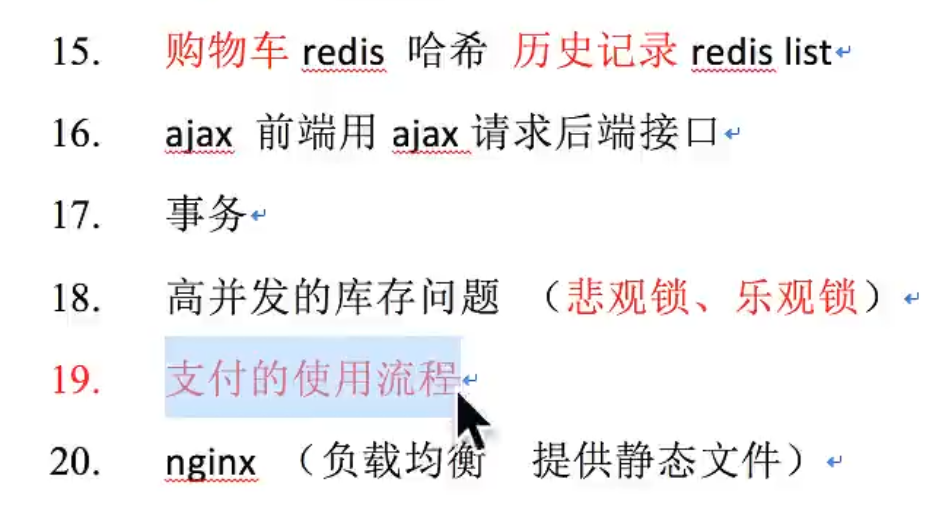 15. 购物车 redis 哈希 历史记录 redis list
16. ajax 前端用 ajax 请求后端接口
17. 事务
18. 高并发的库存问题 （悲观锁、乐观锁）
19. 支付的使用流程
20. nginx （负载均衡 提供静态文件）